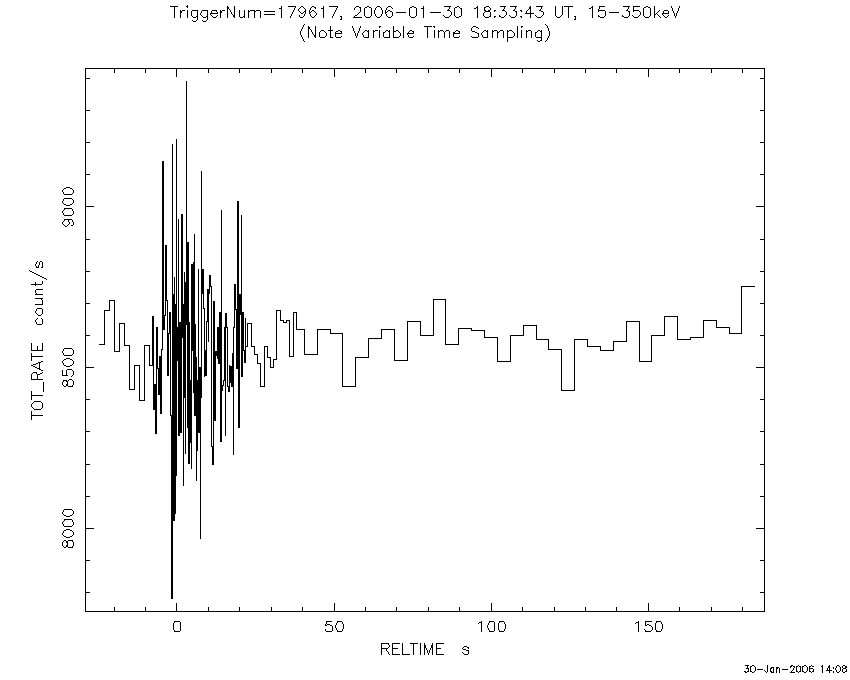 TriggerNum=179617, 2006-01-30 18:33:43 UT, 15-350keV
(Note Variable Time Sampling)
TOT_RATE count/s
9000
8500
8000
0 50 100 150
RELTIME s
30-Jan-2006 14:08